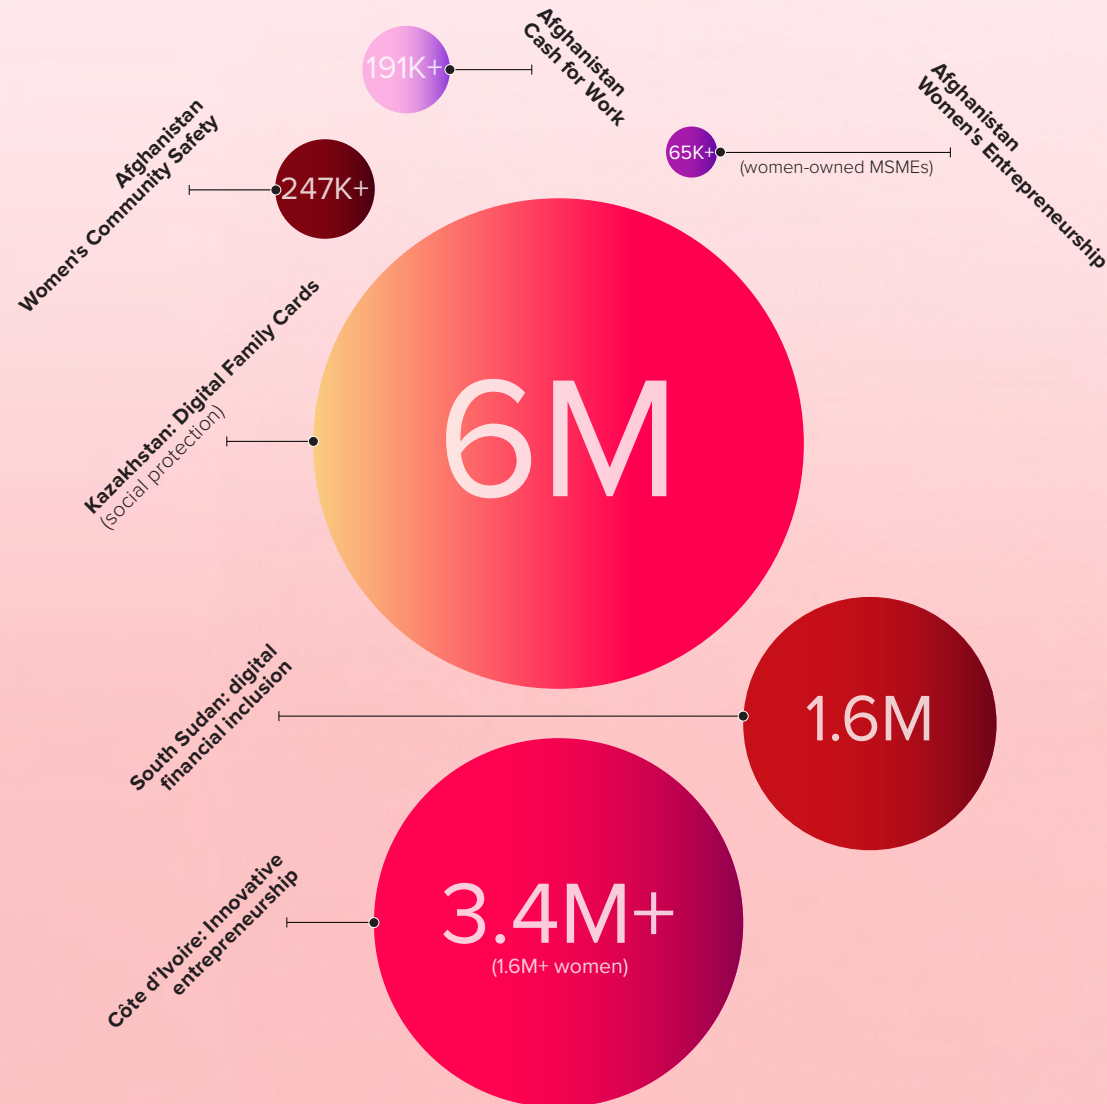 191K+
Afghanistan
Cash for Work
Afghanistan
Women's Community Safety
247K+
65K+
(women-owned MSMEs)
Afghanistan
Women's Entrepreneurship
Kazakhstan: Digital Family Cards
(social protection)
6M
South Sudan: digital
financial inclusion
1.6M
Côte d'Ivoire: Innovative
entrepreneurship
3.4M+
(1.6M+ women)